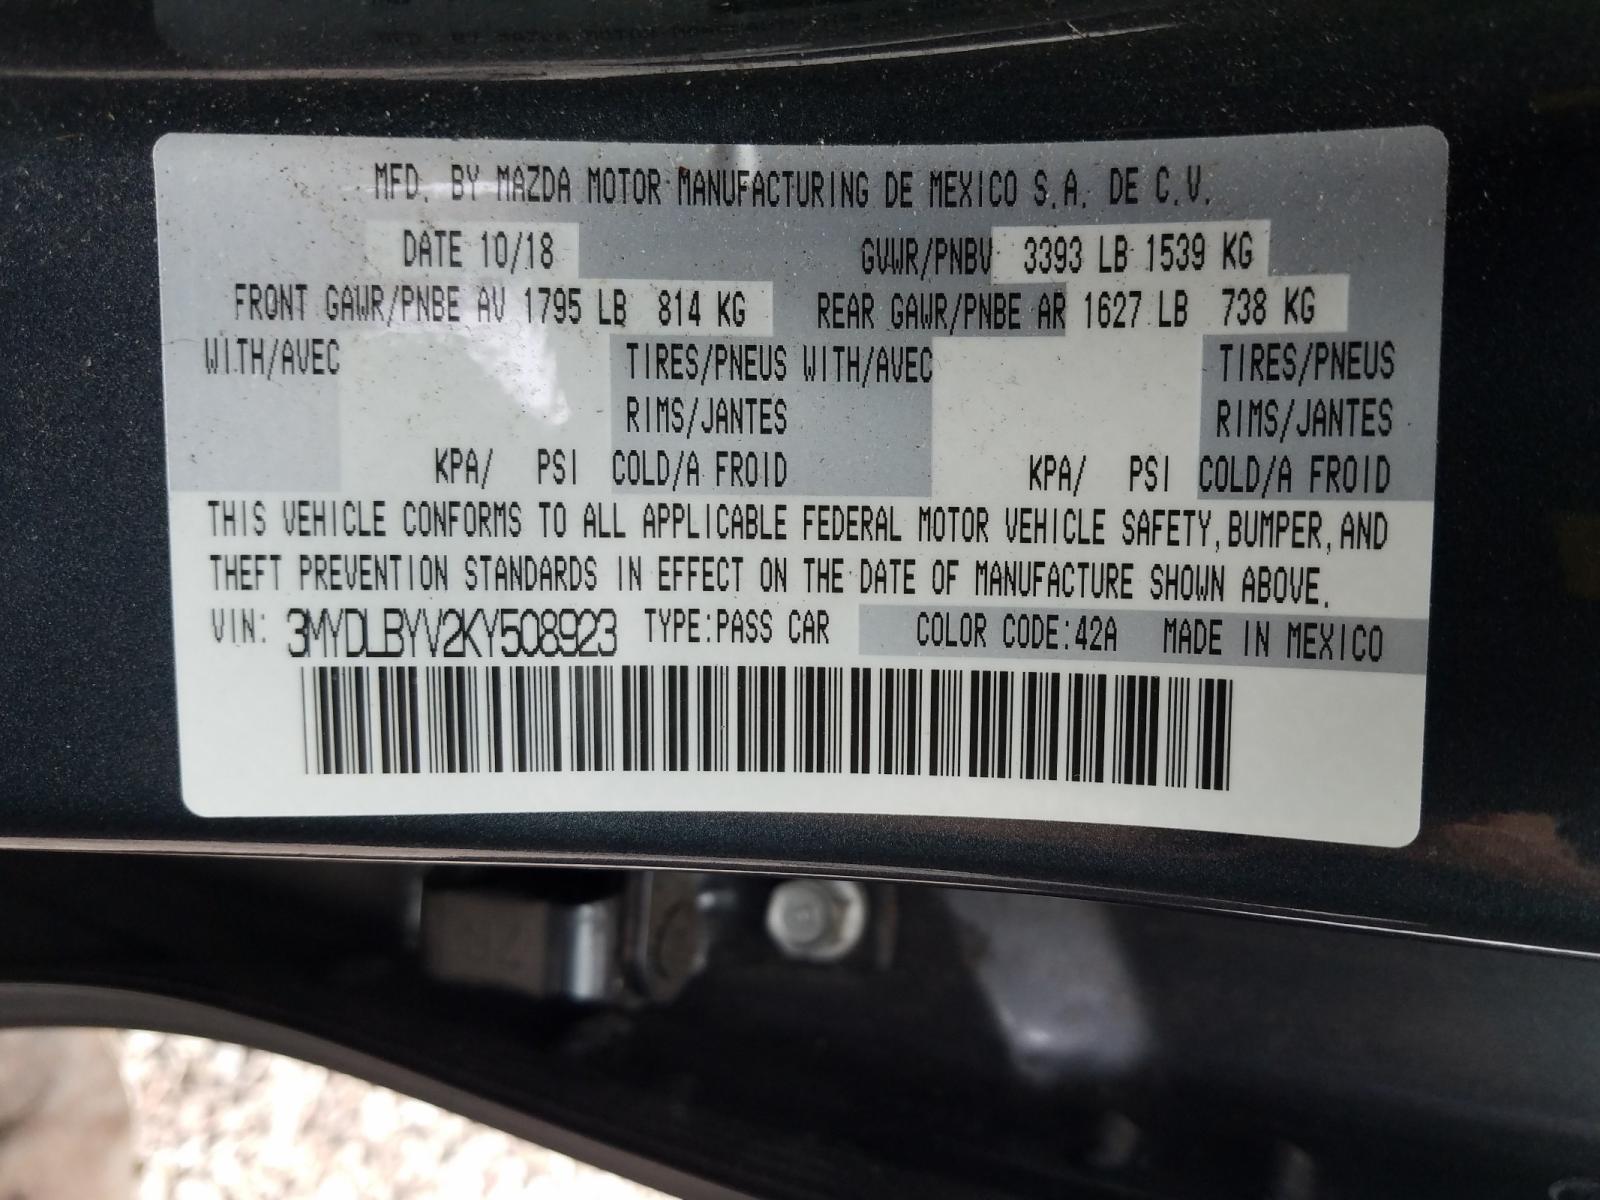 MFD. BY MAZDA MOTOR MANUFACTURING DE MEXICO S.A. DE C.V.
DATE 10/18 GVWR/PNBV 3393 LB 1539 KG
FRONT GAWR/PNBE AV 1795 LB 814 KG REAR GAWR/PNBE AR 1627 LB 738 KG
WITH/AVEC TIRES/PNEUS WITH/AVEC TIRES/PNEUS
RIMS/JANTES RIMS/JANTES
KPA/ PSI COLD/A FROID KPA/ PSI COLD/A FROID
THIS VEHICLE CONFORMS TO ALL APPLICABLE FEDERAL MOTOR VEHICLE SAFETY, BUMPER, AND
THEFT PREVENTION STANDARDS IN EFFECT ON THE DATE OF MANUFACTURE SHOWN ABOVE.
VIN: 3MYDLBYV2KY508923 TYPE:PASS CAR COLOR CODE:42A MADE IN MEXICO